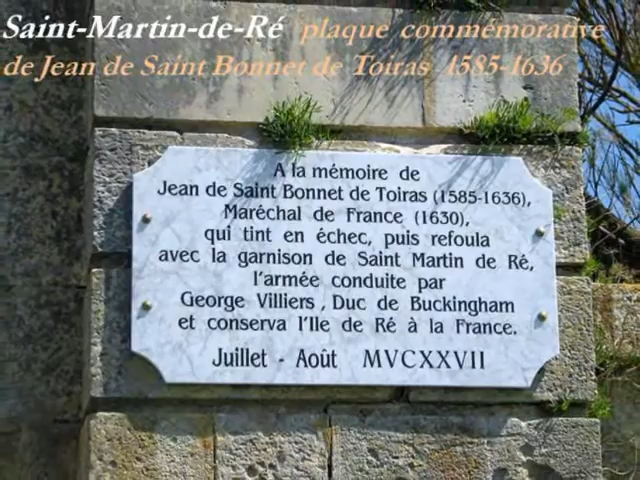 Saint-Martin-de-Ré plaque commémorative
de Jean de Saint Bonnet de Toiras 1585-1636
A la mémoire de
Jean de Saint Bonnet de Toiras (1585-1636),
Maréchal de France (1630),
qui tint en échec, puis refoula
avec la garnison de Saint Martin de Ré,
l'armée conduite par
George Villiers, Duc de Buckingham
et conserva l'Ile de Ré à la France.
Juillet - Août MVCXXVII